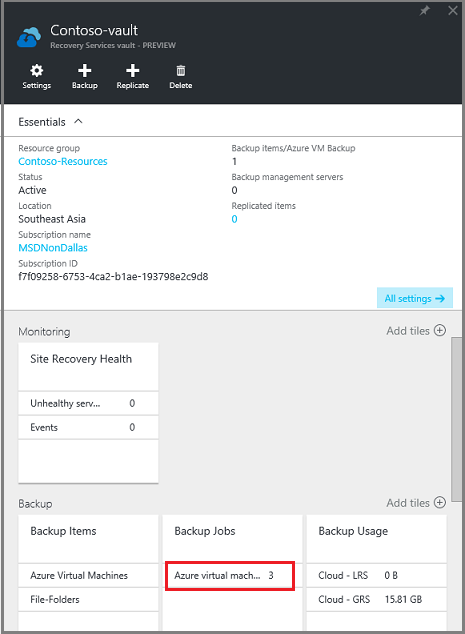 Contoso-vault
Recovery Services vault - PREVIEW
Settings Backup Replicate Delete
Essentials
Resource group
Contoso-Resources
Status
Active
Location
Southeast Asia
Subscription name
MSDNonDallas
Subscription ID
f7f09258-6753-4ca2-b1ae-193798e2c9d8
Backup items/Azure VM Backup
1
Backup management servers
0
Replicated items
0
All settings
Monitoring
Add tiles
Site Recovery Health
Unhealthy serv... 0
Events 0
Backup
Add tiles
Backup Items
Azure Virtual Machines
File-Folders
Backup Jobs
Azure virtual mach... 3
Backup Usage
Cloud - LRS 0 B
Cloud - GRS 15.81 GB